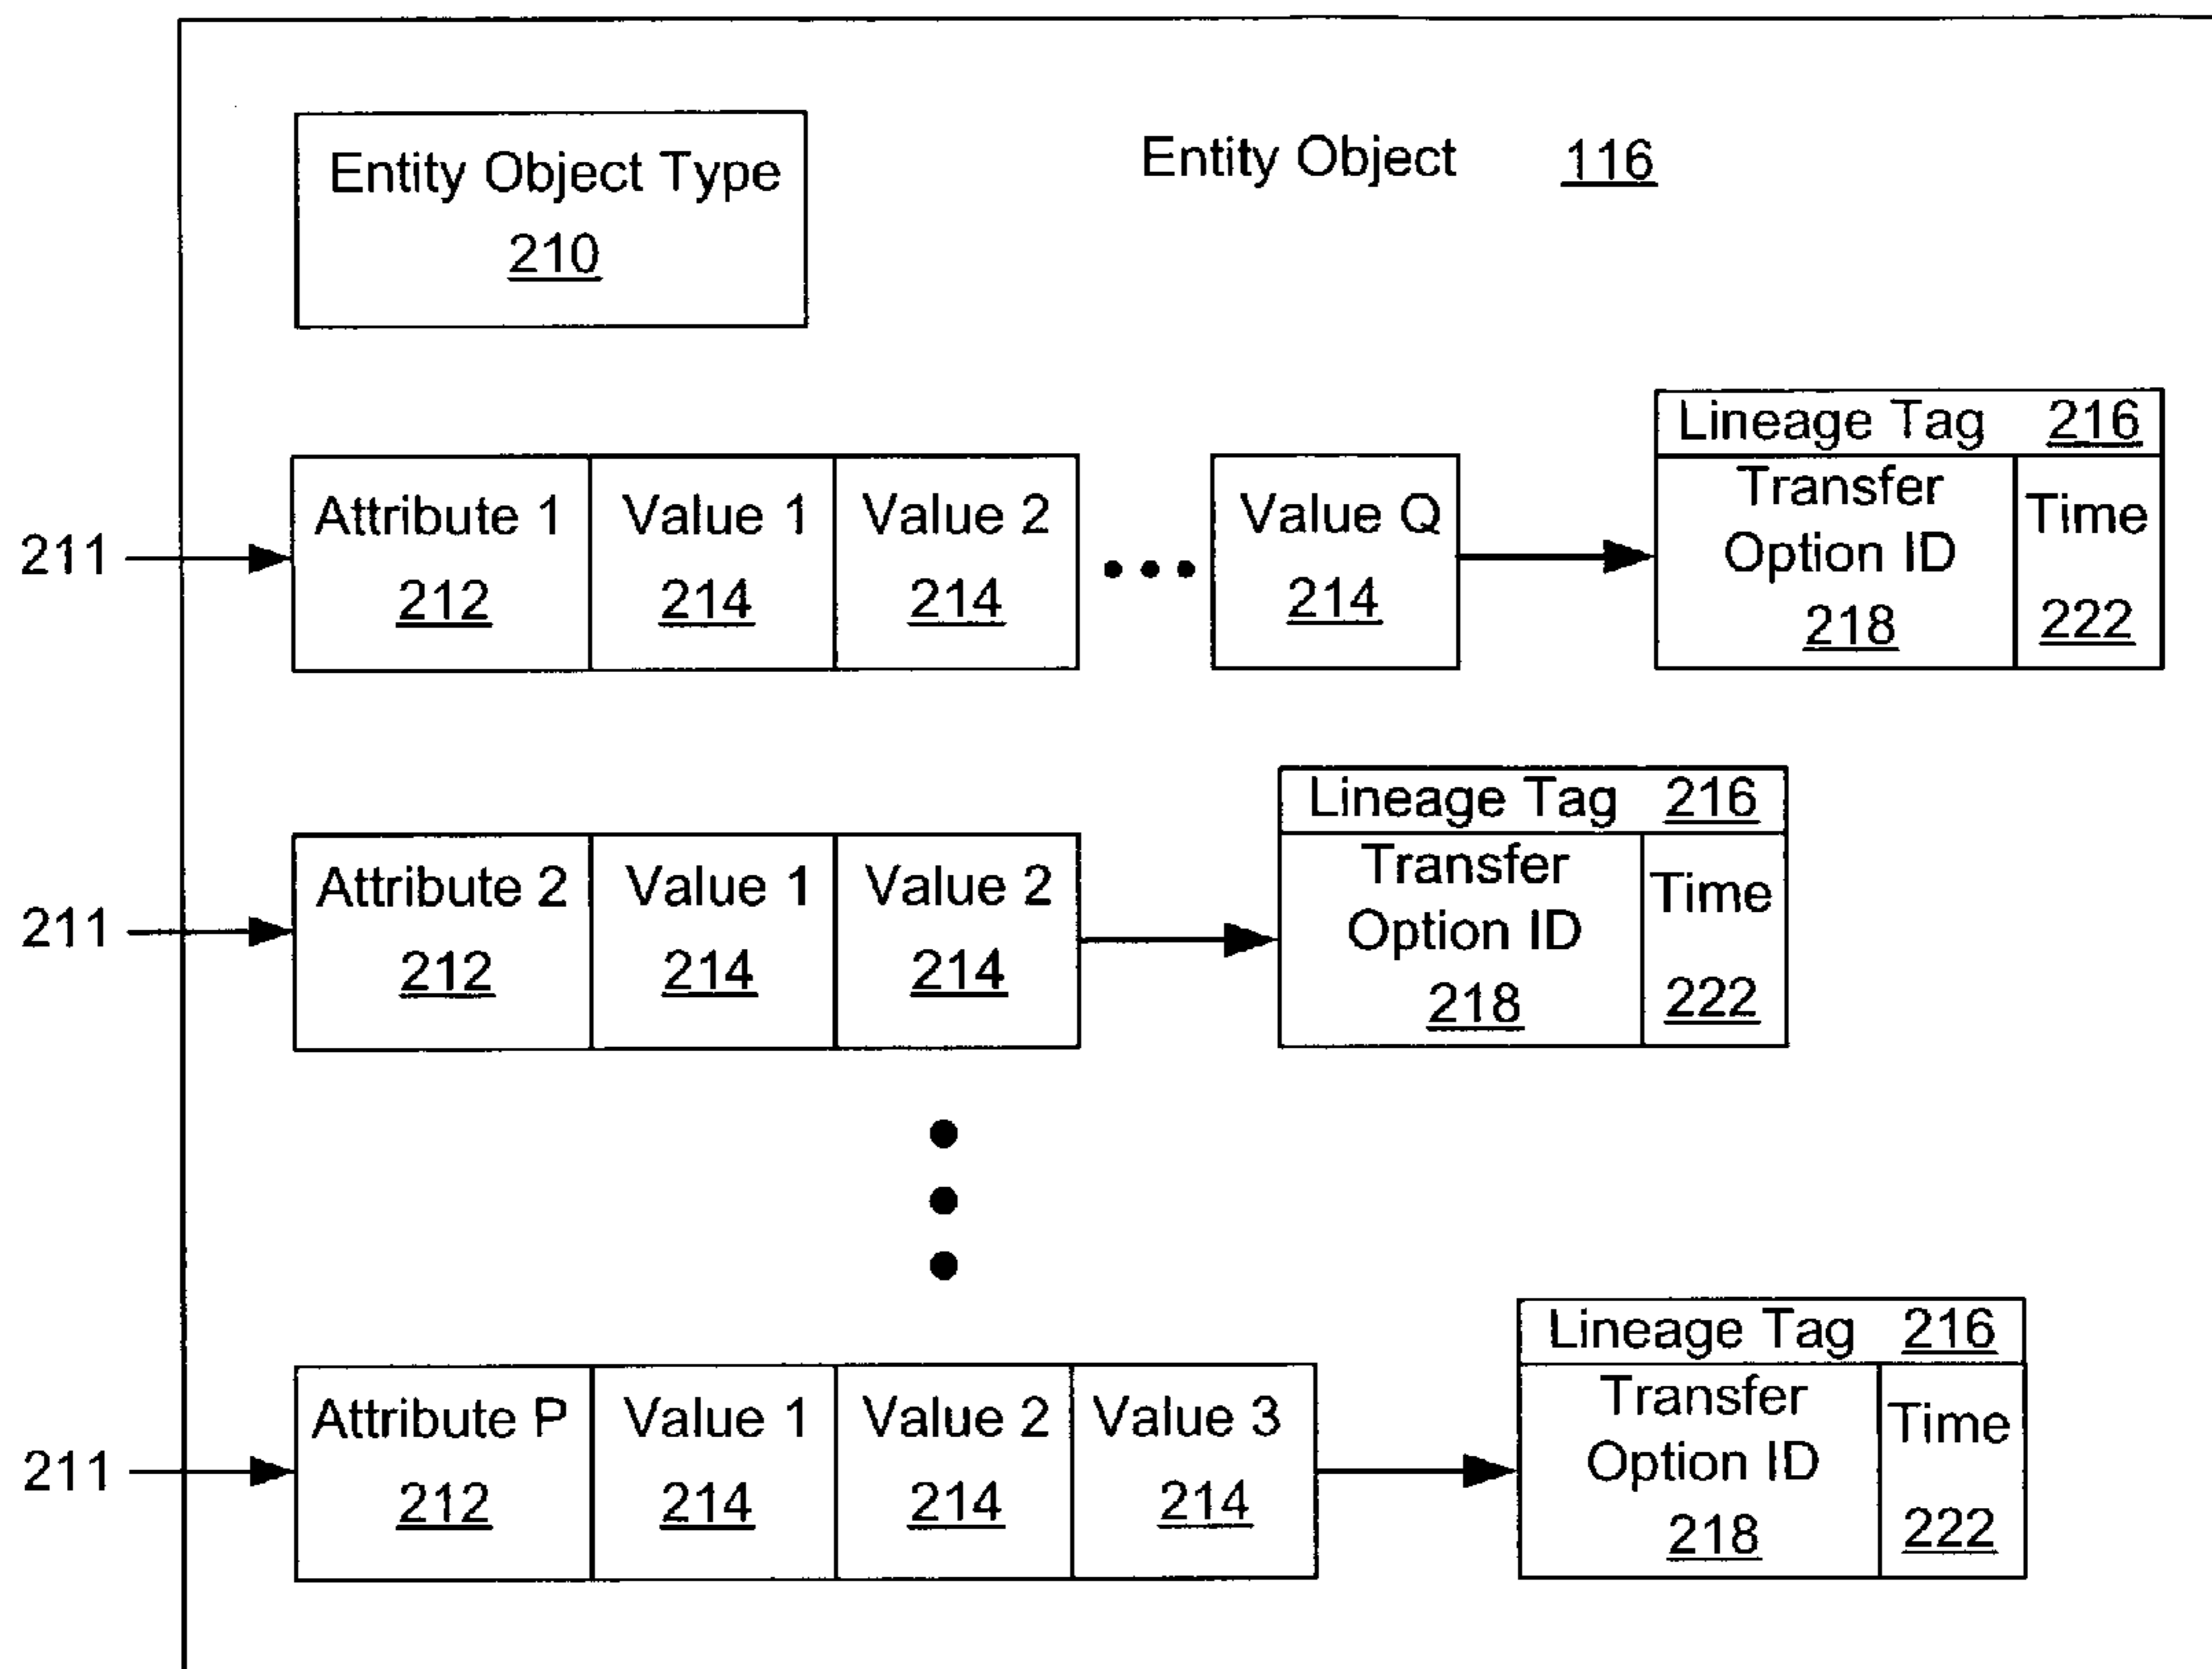 Entity Object Type
210
Entity Object 116
Lineage Tag 216
Transfer
Option ID
218
Time
222
211
Attribute 1
212
Value 1
214
Value 2
214
Value Q
214
Lineage Tag 216
Transfer
Option ID
218
Time
222
211
Attribute 2
212
Value 1
214
Value 2
214
Lineage Tag 216
Transfer
Option ID
218
Time
222
211
Attribute P
212
Value 1
214
Value 2
214
Value 3
214